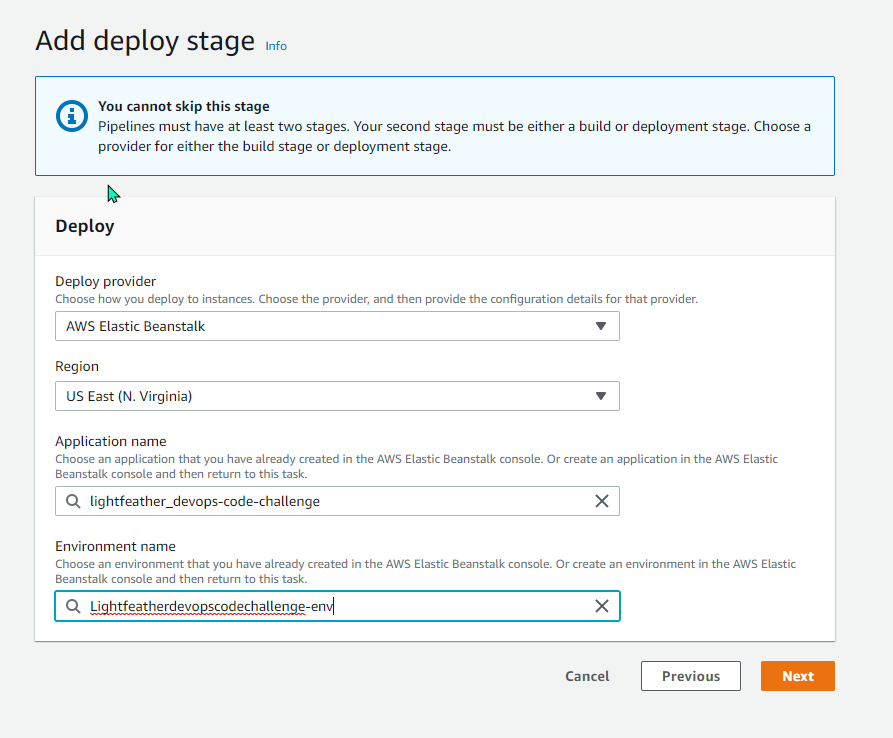 Add deploy stage Info
You cannot skip this stage
Pipelines must have at least two stages. Your second stage must be either a build or deployment stage. Choose a
provider for either the build stage or deployment stage.
Deploy
Deploy provider
Choose how you deploy to instances. Choose the provider, and then provide the configuration details for that provider.
AWS Elastic Beanstalk
Region
US East (N. Virginia)
Application name
Choose an application that you have already created in the AWS Elastic Beanstalk console. Or create an application in the AWS Elastic
Beanstalk console and then return to this task.
lightfeather_devops-code-challenge
Environment name
Choose an environment that you have already created in the AWS Elastic Beanstalk console. Or create an environment in the AWS Elastic
Beanstalk console and then return to this task.
Lightfeatherdevopscodechallenge-env
Cancel Previous Next